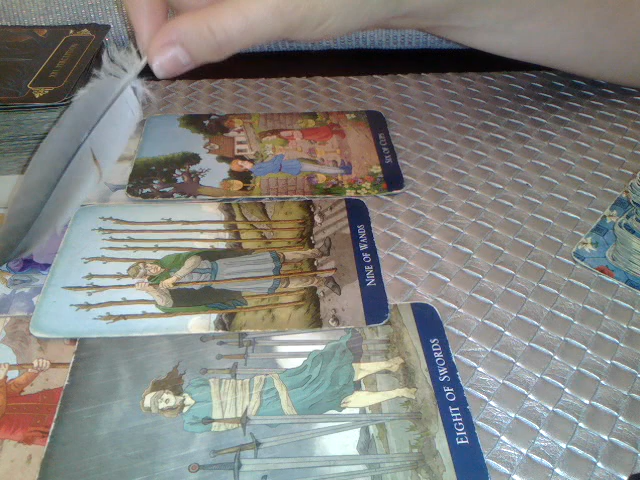 SIX OF CUPS
NINE OF WANDS
EIGHT OF SWORDS